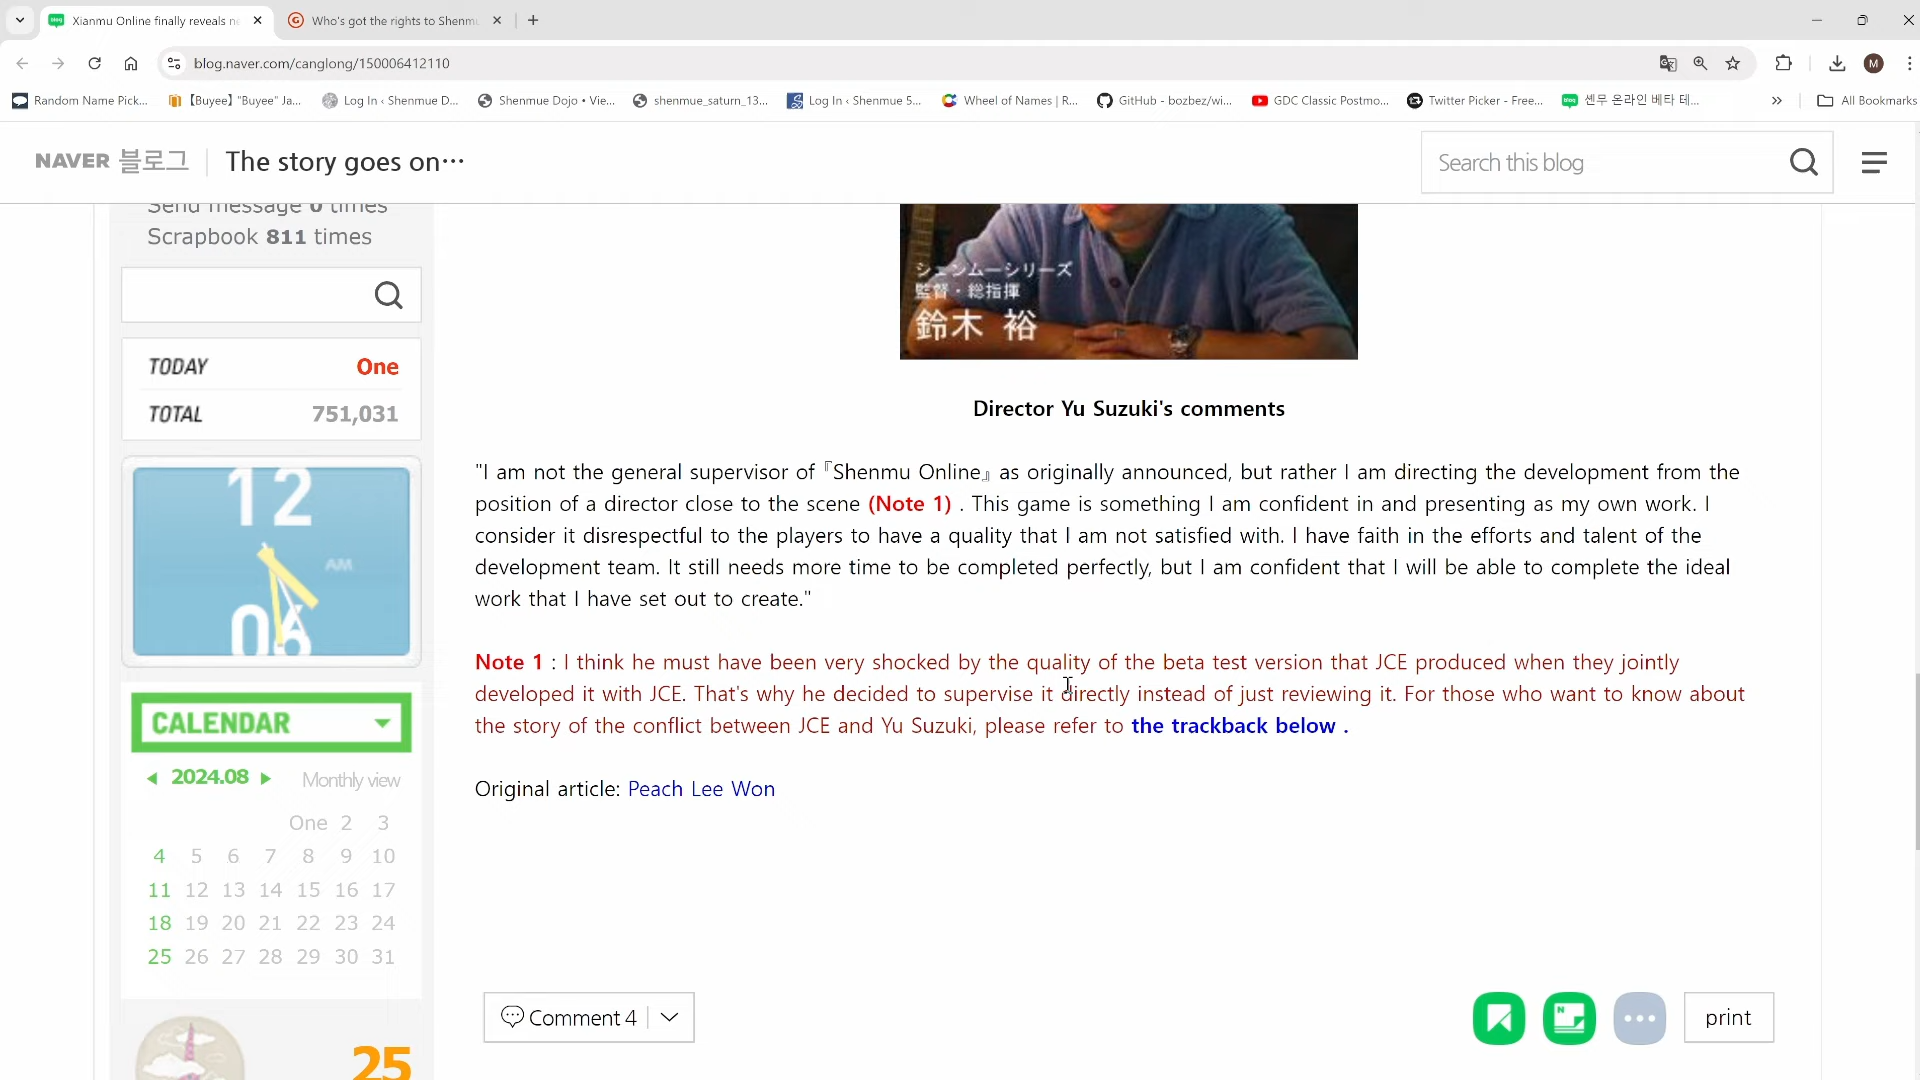 Xianmu Online finally reveals ne
Who's got the rights to Shenmu
blog.naver.com/canglong/150006412110
M
Random Name Pick...
【Buyee】"Buyee" Ja...
Log In ‹ Shenmue D...
Shenmue Dojo • Vie...
shenmue_saturn_13...
Log In ‹ Shenmue 5...
Wheel of Names | R...
GitHub - bozbez/wi...
GDC Classic Postmo...
Twitter Picker - Free...
센무 온라인 베타 테...
All Bookmarks
NAVER 블로그
The story goes on…
Search this blog
Send message 0 times
Scrapbook 811 times
TODAY One
TOTAL 751,031
12
AM
06
CALENDAR
2024.08
Monthly view
One 2 3
4 5 6 7 8 9 10
11 12 13 14 15 16 17
18 19 20 21 22 23 24
25 26 27 28 29 30 31
25
シェンムーシリーズ
監督・総指揮
鈴木 裕
Director Yu Suzuki's comments
"I am not the general supervisor of 『Shenmu Online』 as originally announced, but rather I am directing the development from the
position of a director close to the scene (Note 1) . This game is something I am confident in and presenting as my own work. I
consider it disrespectful to the players to have a quality that I am not satisfied with. I have faith in the efforts and talent of the
development team. It still needs more time to be completed perfectly, but I am confident that I will be able to complete the ideal
work that I have set out to create."
Note 1 : I think he must have been very shocked by the quality of the beta test version that JCE produced when they jointly
developed it with JCE. That's why he decided to supervise it directly instead of just reviewing it. For those who want to know about
the story of the conflict between JCE and Yu Suzuki, please refer to the trackback below .
Original article: Peach Lee Won
Comment 4
print